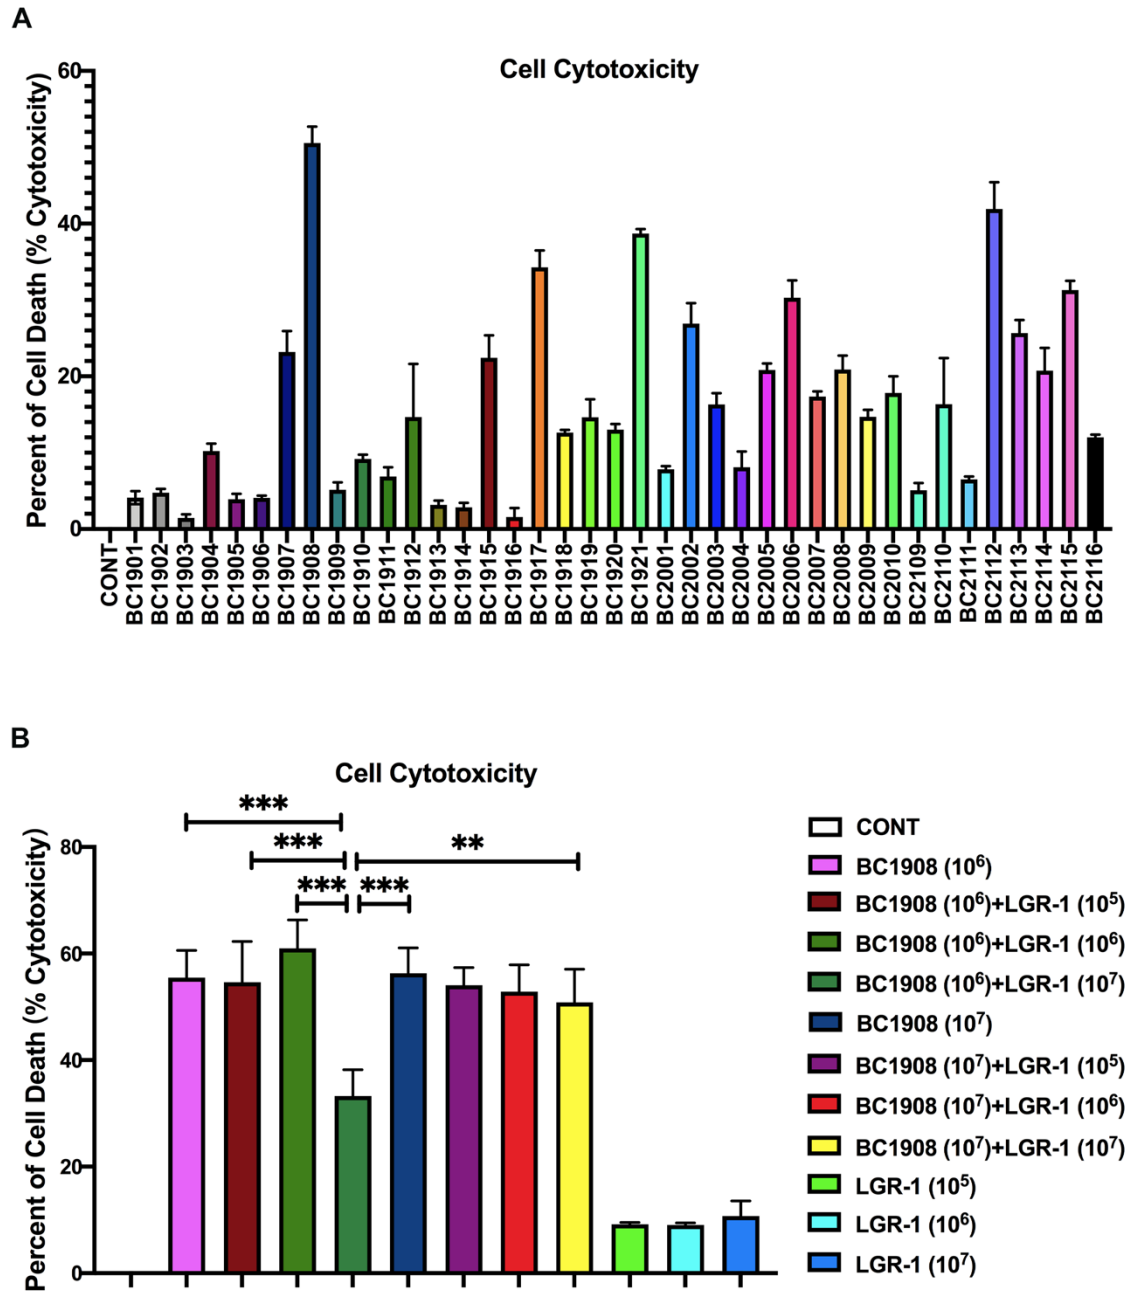 A
Cell Cytotoxicity
Percent of Cell Death (% Cytotoxicity)
60
40
20
0
CONT
BC1901
BC1902
BC1903
BC1904
BC1905
BC1906
BC1907
BC1908
BC1909
BC1910
BC1911
BC1912
BC1913
BC1914
BC1915
BC1916
BC1917
BC1918
BC1919
BC1920
BC1921
BC2001
BC2002
BC2003
BC2004
BC2005
BC2006
BC2007
BC2008
BC2009
BC2010
BC2109
BC2110
BC2111
BC2112
BC2113
BC2114
BC2115
BC2116
B
Cell Cytotoxicity
Percent of Cell Death (% Cytotoxicity)
80
60
40
20
0
***
***
**
***
***
CONT
BC1908 (10⁶)
BC1908 (10⁶)+LGR-1 (10⁵)
BC1908 (10⁶)+LGR-1 (10⁶)
BC1908 (10⁶)+LGR-1 (10⁷)
BC1908 (10⁷)
BC1908 (10⁷)+LGR-1 (10⁵)
BC1908 (10⁷)+LGR-1 (10⁶)
BC1908 (10⁷)+LGR-1 (10⁷)
LGR-1 (10⁵)
LGR-1 (10⁶)
LGR-1 (10⁷)